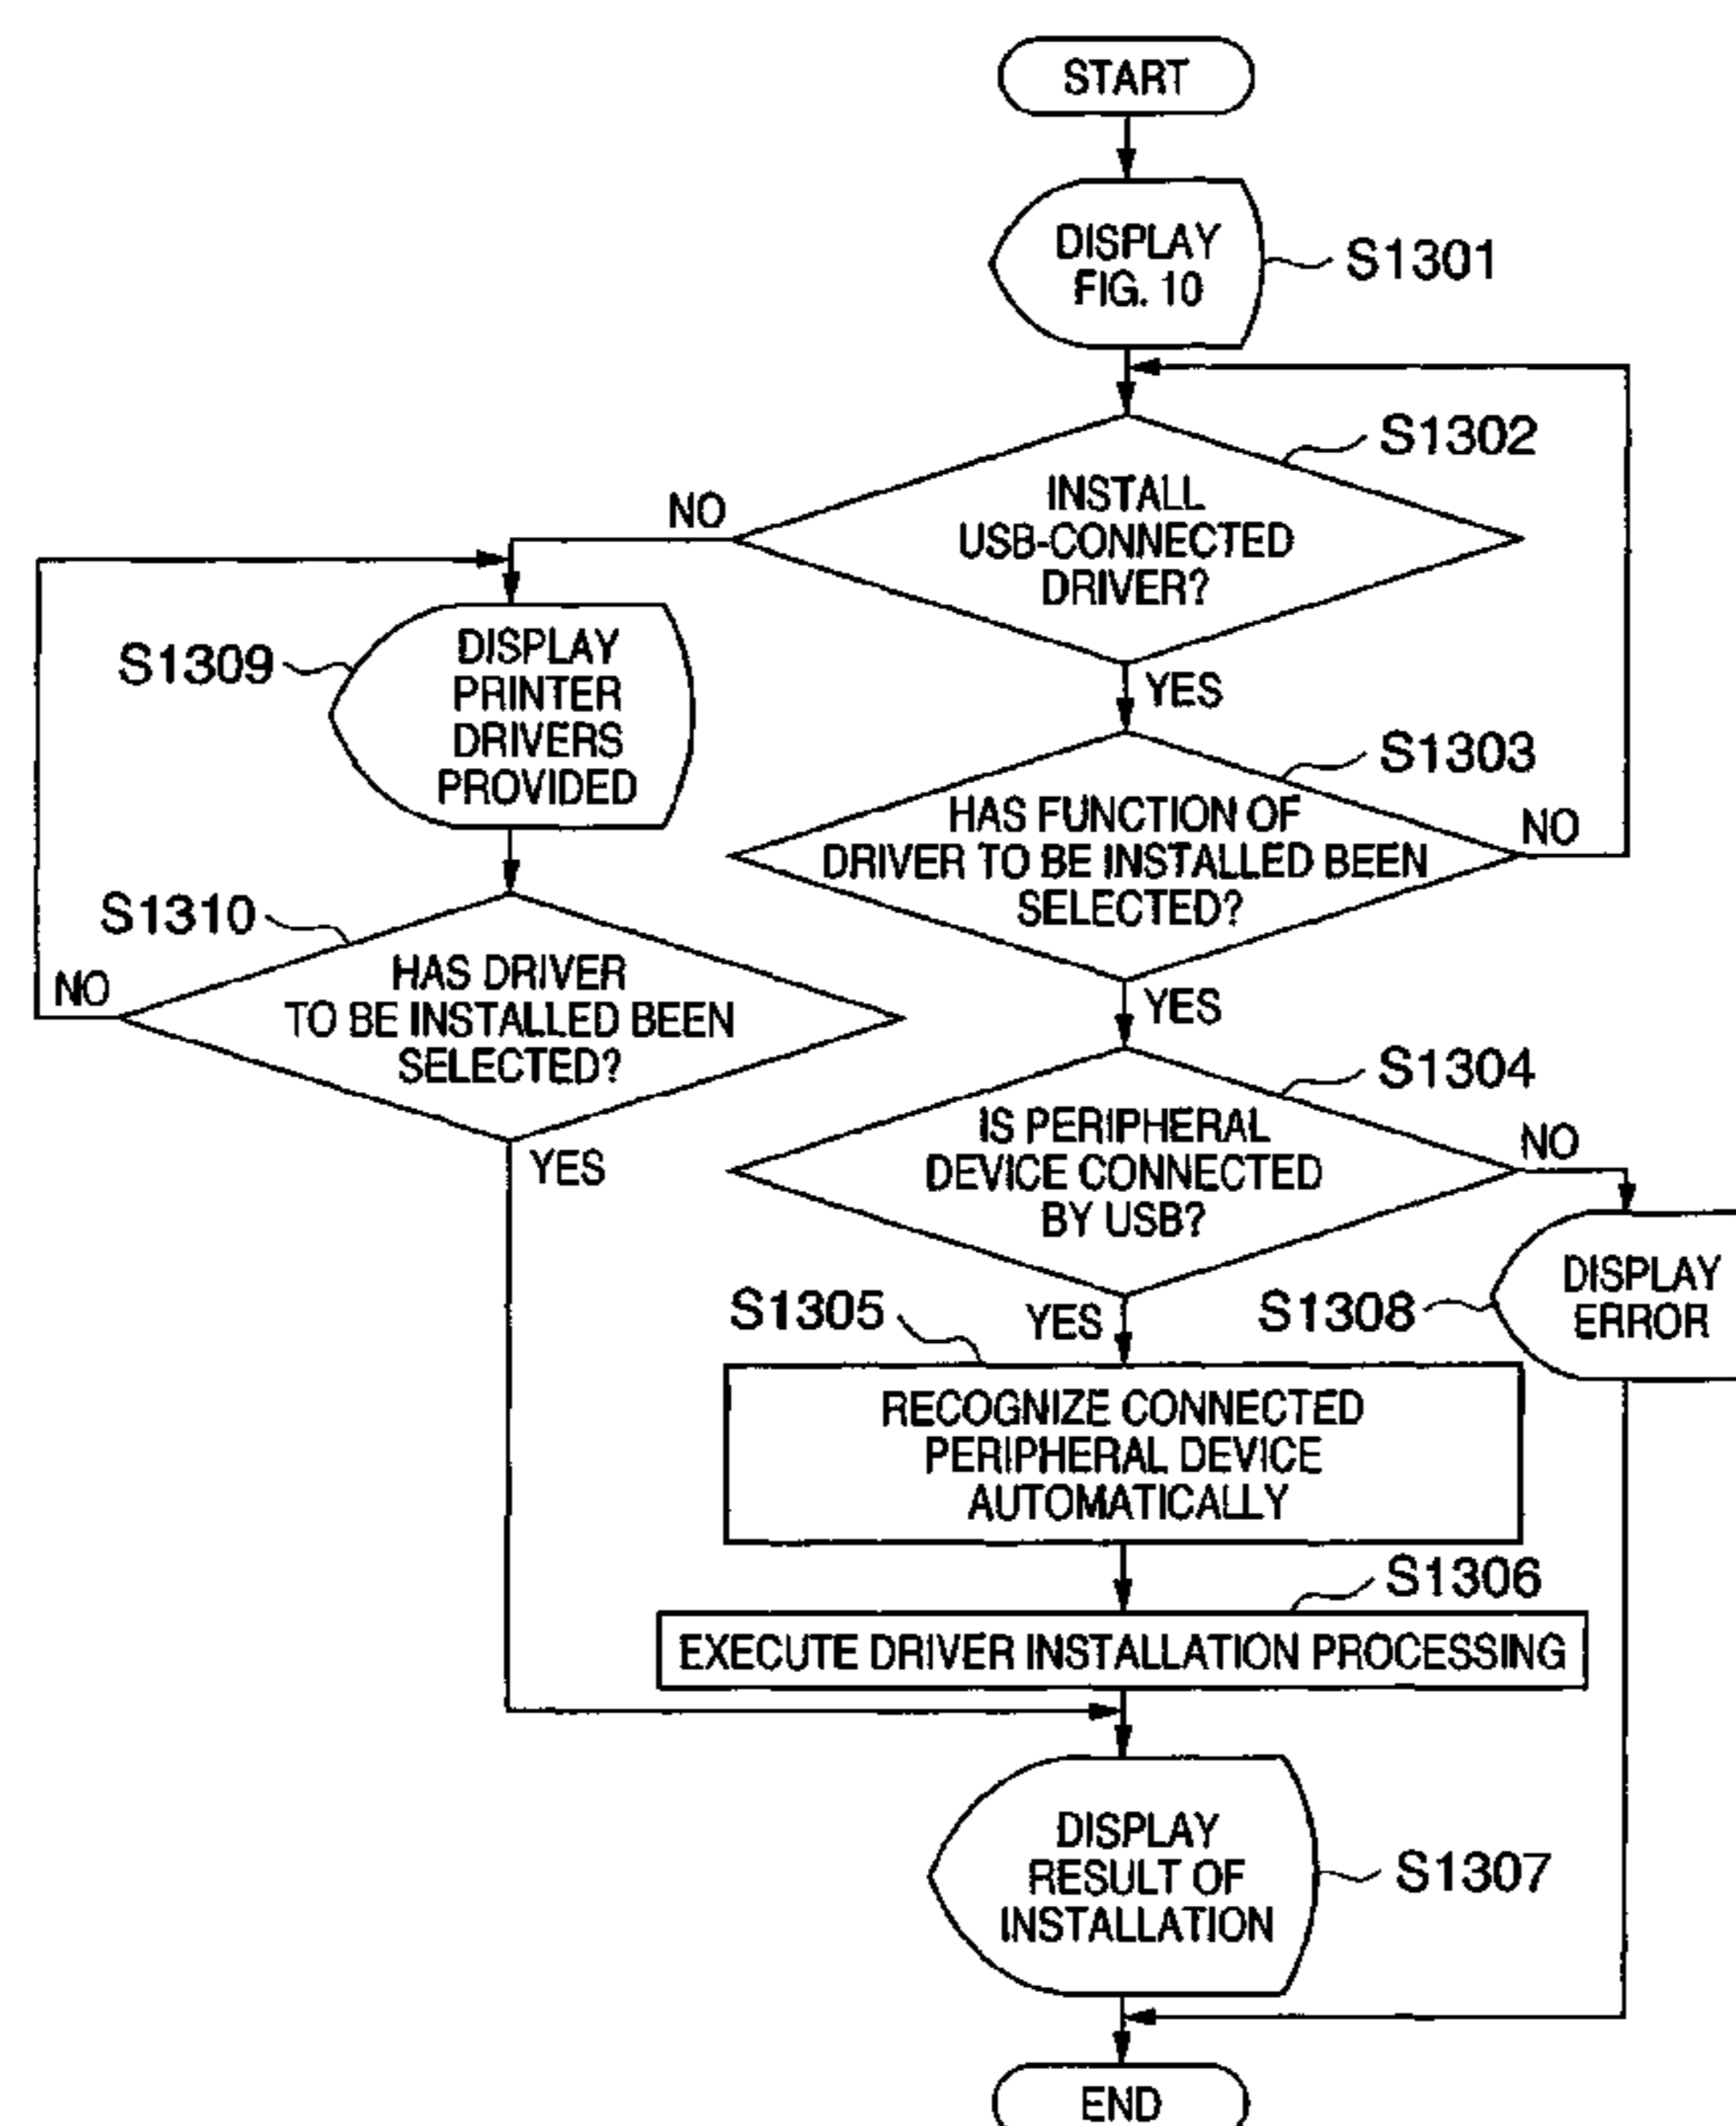 START
DISPLAY
FIG. 10
S1301
S1302
INSTALL
USB-CONNECTED
DRIVER?
NO
YES
S1309
DISPLAY
PRINTER
DRIVERS
PROVIDED
S1303
HAS FUNCTION OF
DRIVER TO BE INSTALLED BEEN
SELECTED?
NO
YES
S1310
HAS DRIVER
TO BE INSTALLED BEEN
SELECTED?
NO
YES
S1304
IS PERIPHERAL
DEVICE CONNECTED
BY USB?
NO
YES
S1308
DISPLAY
ERROR
S1305
RECOGNIZE CONNECTED
PERIPHERAL DEVICE
AUTOMATICALLY
S1306
EXECUTE DRIVER INSTALLATION PROCESSING
DISPLAY
RESULT OF
INSTALLATION
S1307
END